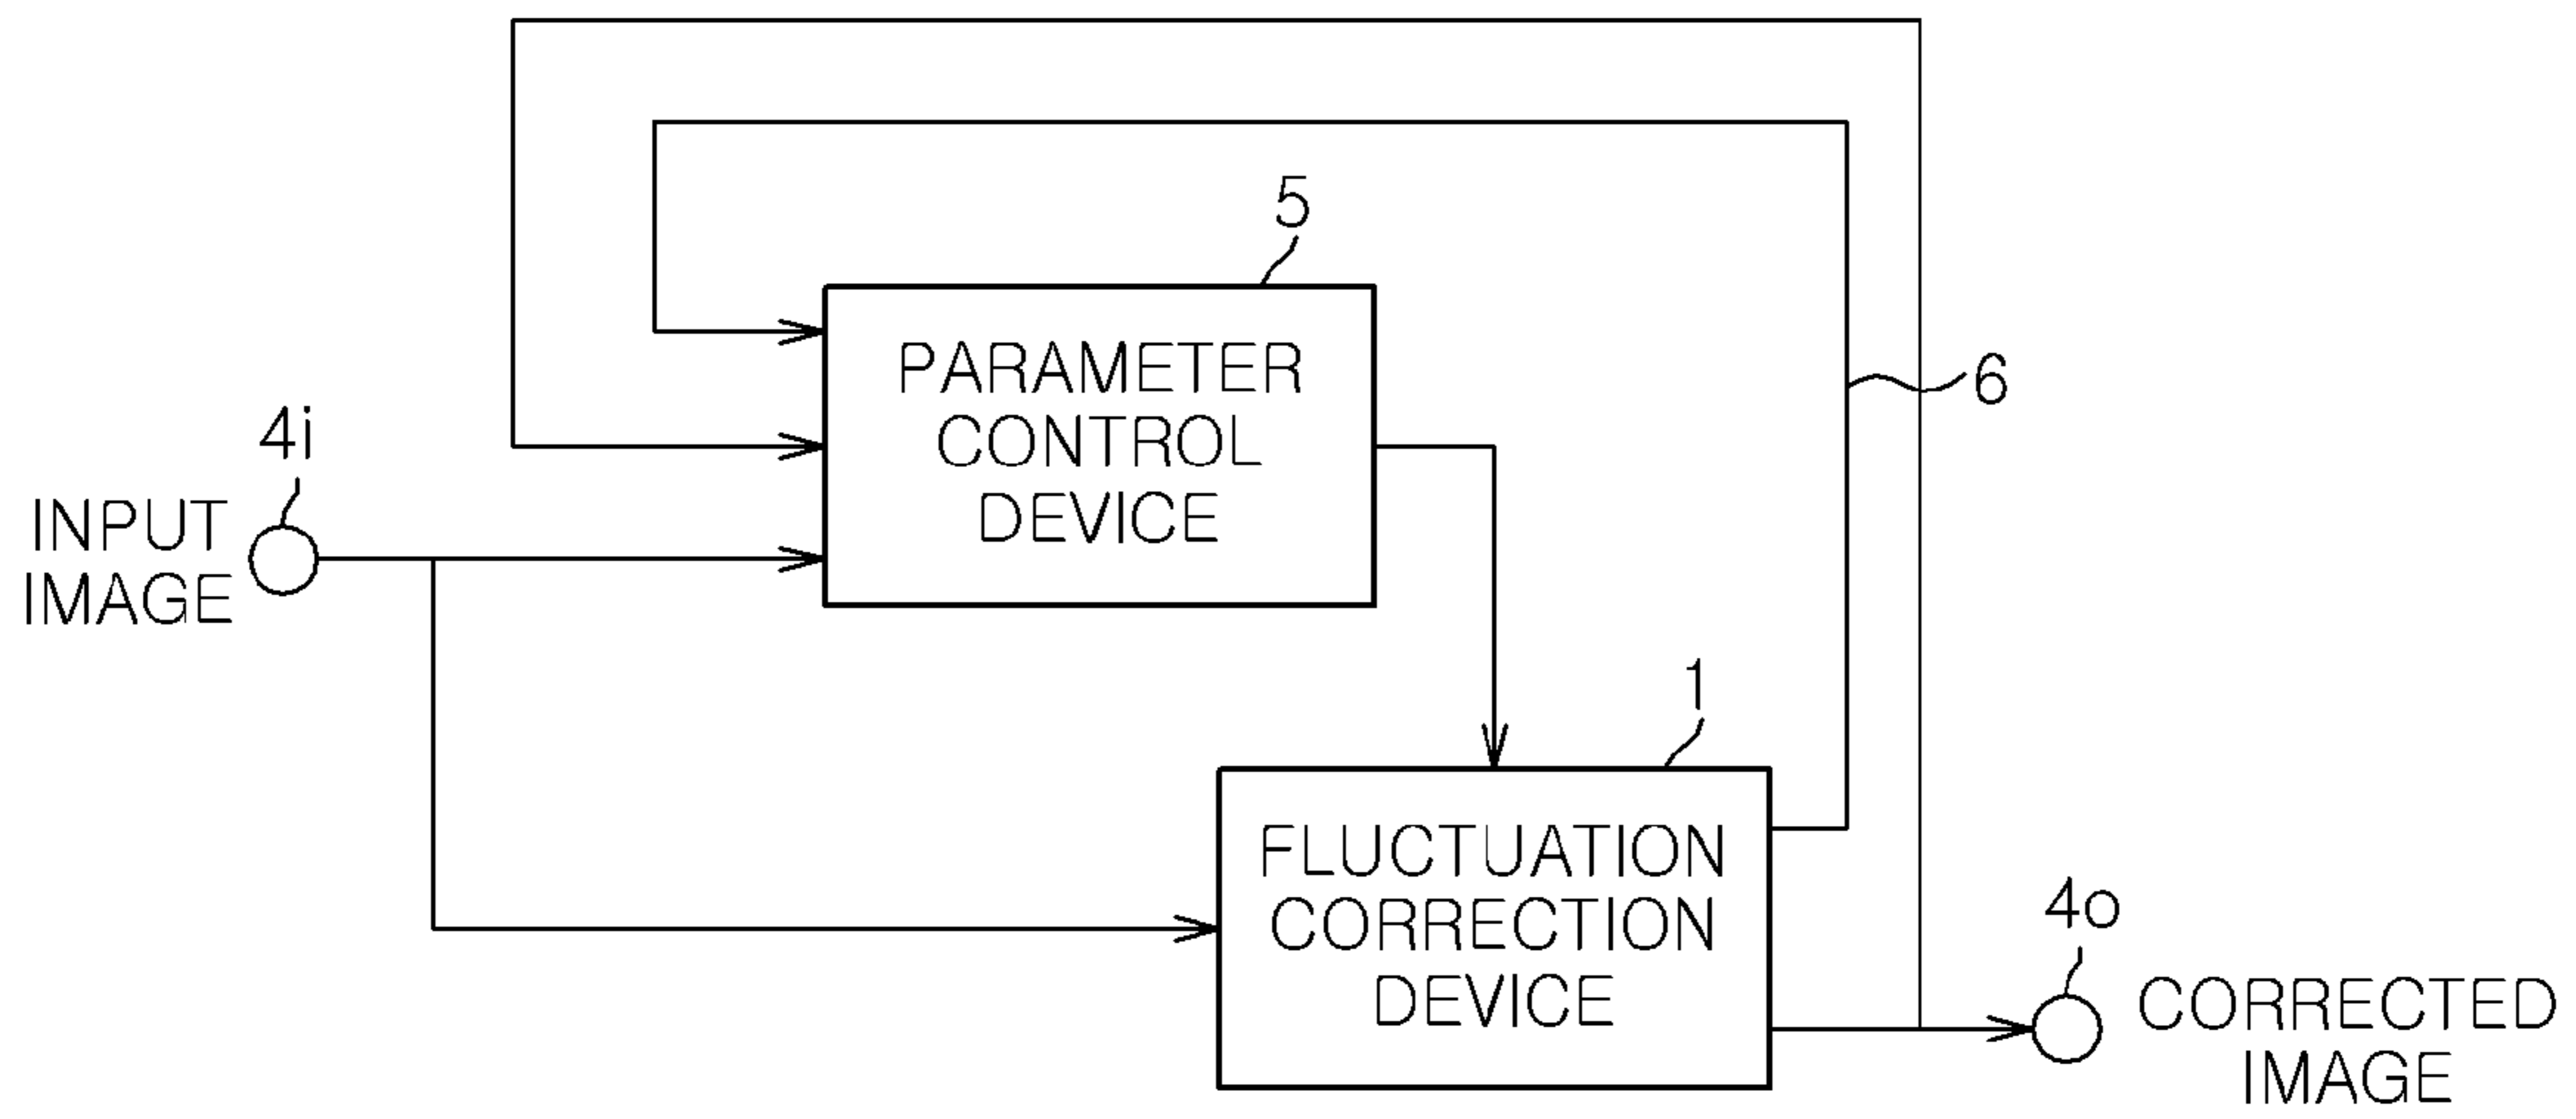 5
PARAMETER
CONTROL
DEVICE
6
4i
INPUT
IMAGE
1
FLUCTUATION
CORRECTION
DEVICE
4o
CORRECTED
IMAGE